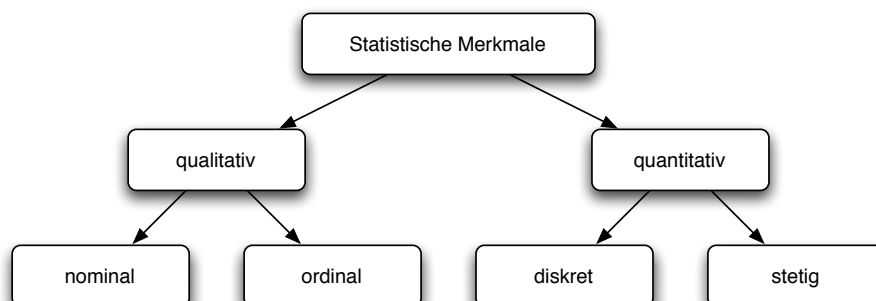 Statistische Merkmale
qualitativ
quantitativ
nominal
ordinal
diskret
stetig